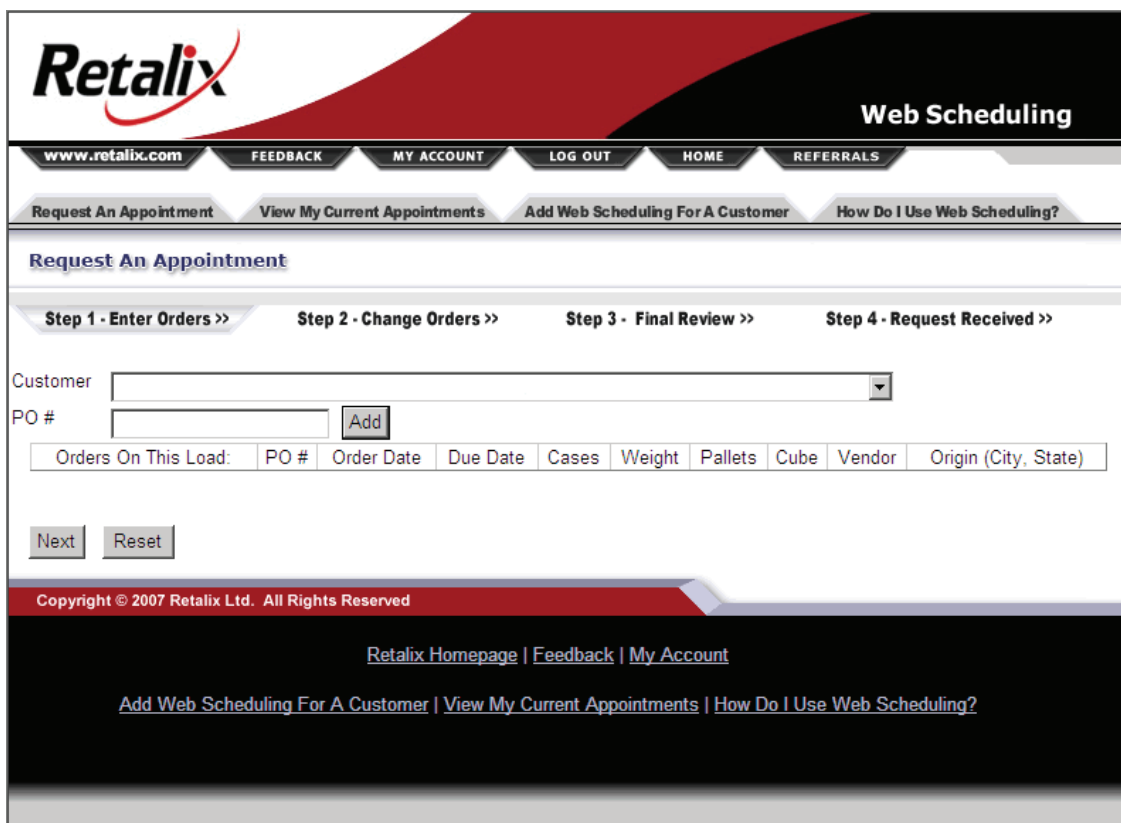 Retalix
Web Scheduling
www.retalix.com FEEDBACK MY ACCOUNT LOG OUT HOME REFERRALS
Request An Appointment View My Current Appointments Add Web Scheduling For A Customer How Do I Use Web Scheduling?
Request An Appointment
Step 1 - Enter Orders >> Step 2 - Change Orders >> Step 3 - Final Review >> Step 4 - Request Received >>
Customer
PO # Add
Orders On This Load: PO # Order Date Due Date Cases Weight Pallets Cube Vendor Origin (City, State)
Next Reset
Copyright © 2007 Retalix Ltd. All Rights Reserved
Retalix Homepage | Feedback | My Account
Add Web Scheduling For A Customer | View My Current Appointments | How Do I Use Web Scheduling?